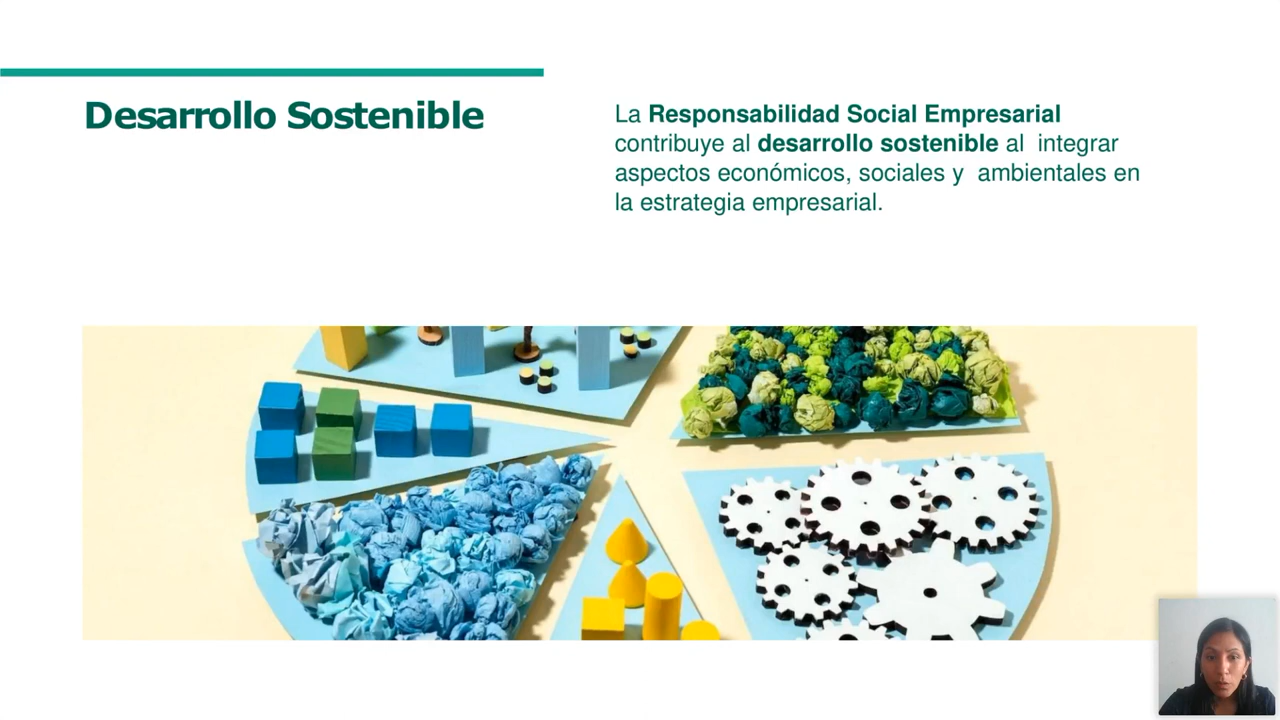 Desarrollo Sostenible
La Responsabilidad Social Empresarial
contribuye al desarrollo sostenible al integrar
aspectos económicos, sociales y ambientales en
la estrategia empresarial.